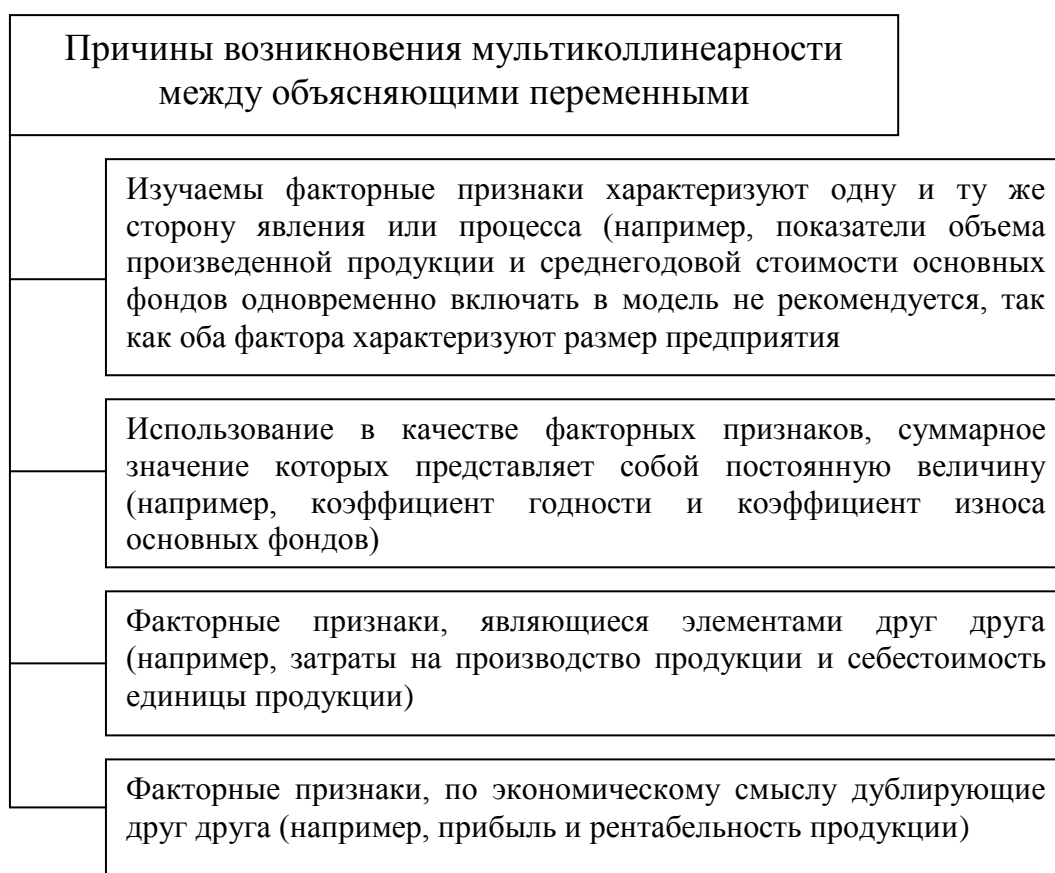 Причины возникновения мультиколлинеарности
между объясняющими переменными
Изучаемы факторные признаки характеризуют одну и ту же
сторону явления или процесса (например, показатели объема
произведенной продукции и среднегодовой стоимости основных
фондов одновременно включать в модель не рекомендуется, так
как оба фактора характеризуют размер предприятия
Использование в качестве факторных признаков, суммарное
значение которых представляет собой постоянную величину
(например, коэффициент годности и коэффициент износа
основных фондов)
Факторные признаки, являющиеся элементами друг друга
(например, затраты на производство продукции и себестоимость
единицы продукции)
Факторные признаки, по экономическому смыслу дублирующие
друг друга (например, прибыль и рентабельность продукции)